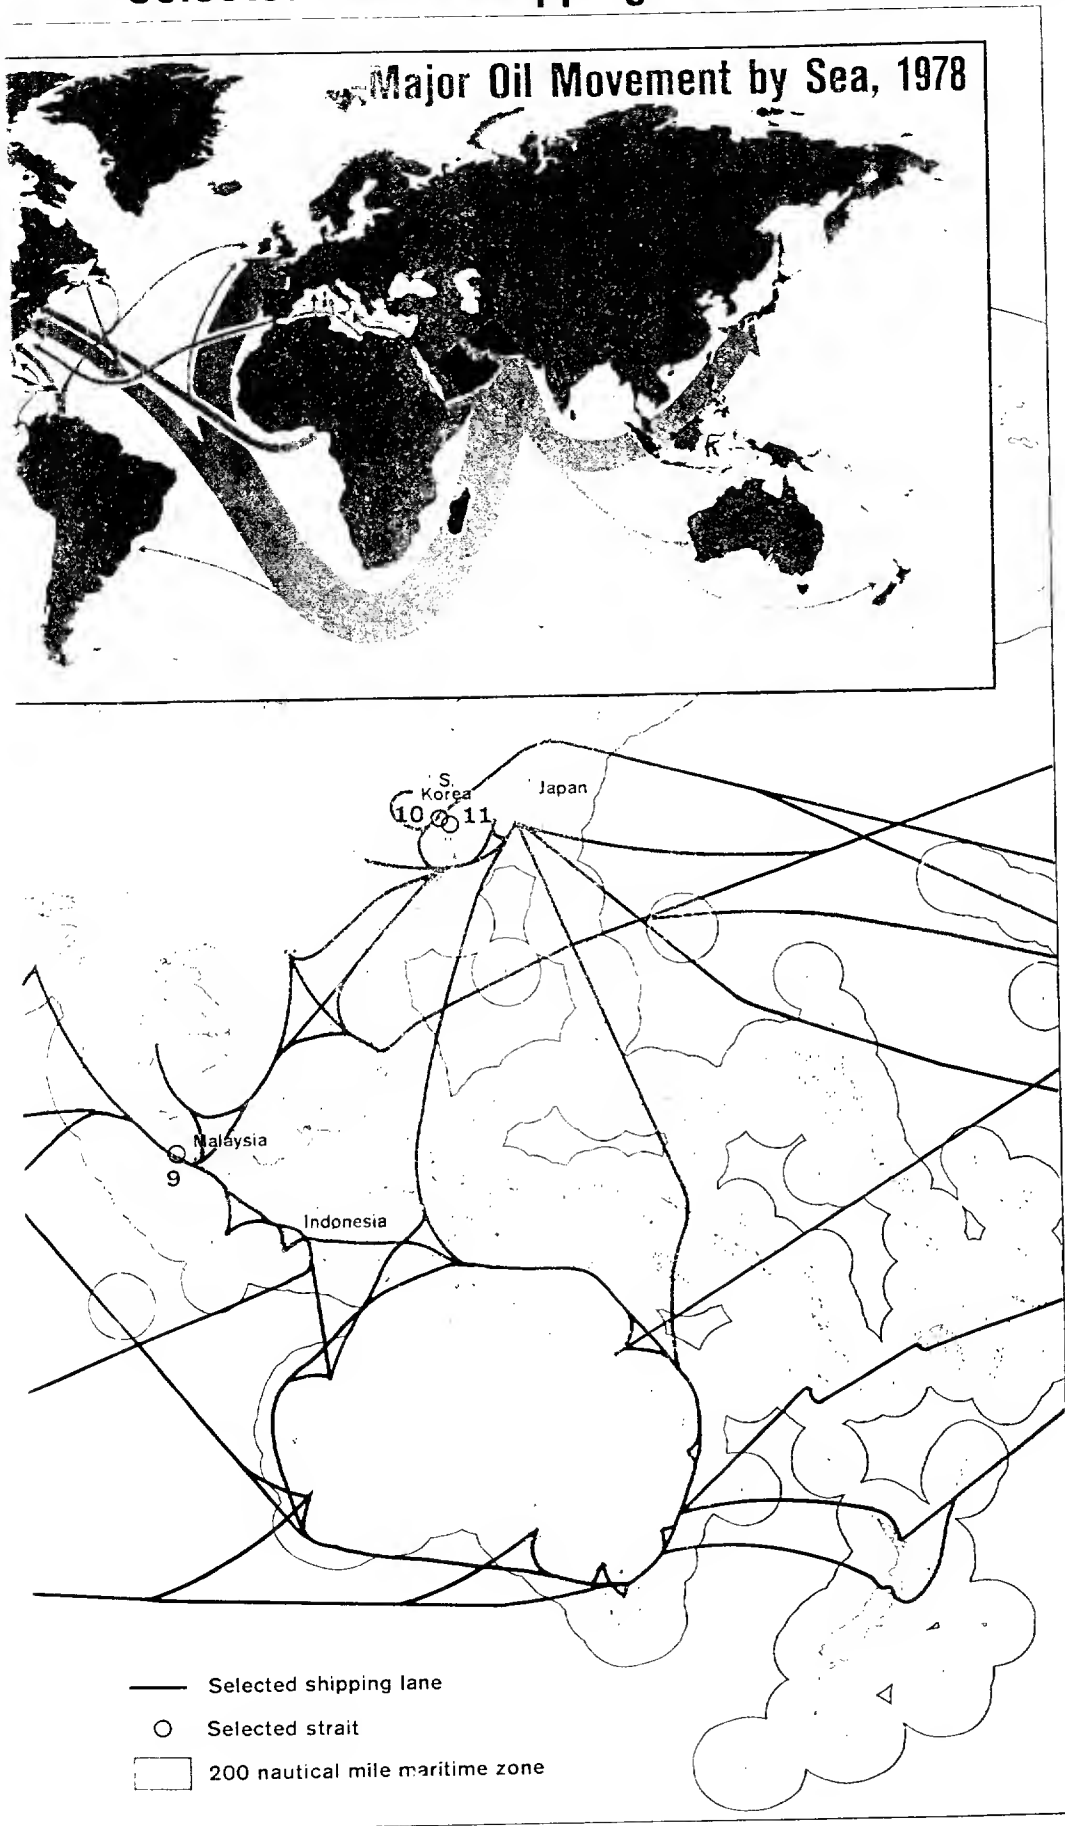 Major Oil Movement by Sea, 1978
S.
Korea
Japan
10
11
Malaysia
9
Indonesia
Selected shipping lane
Selected strait
200 nautical mile maritime zone